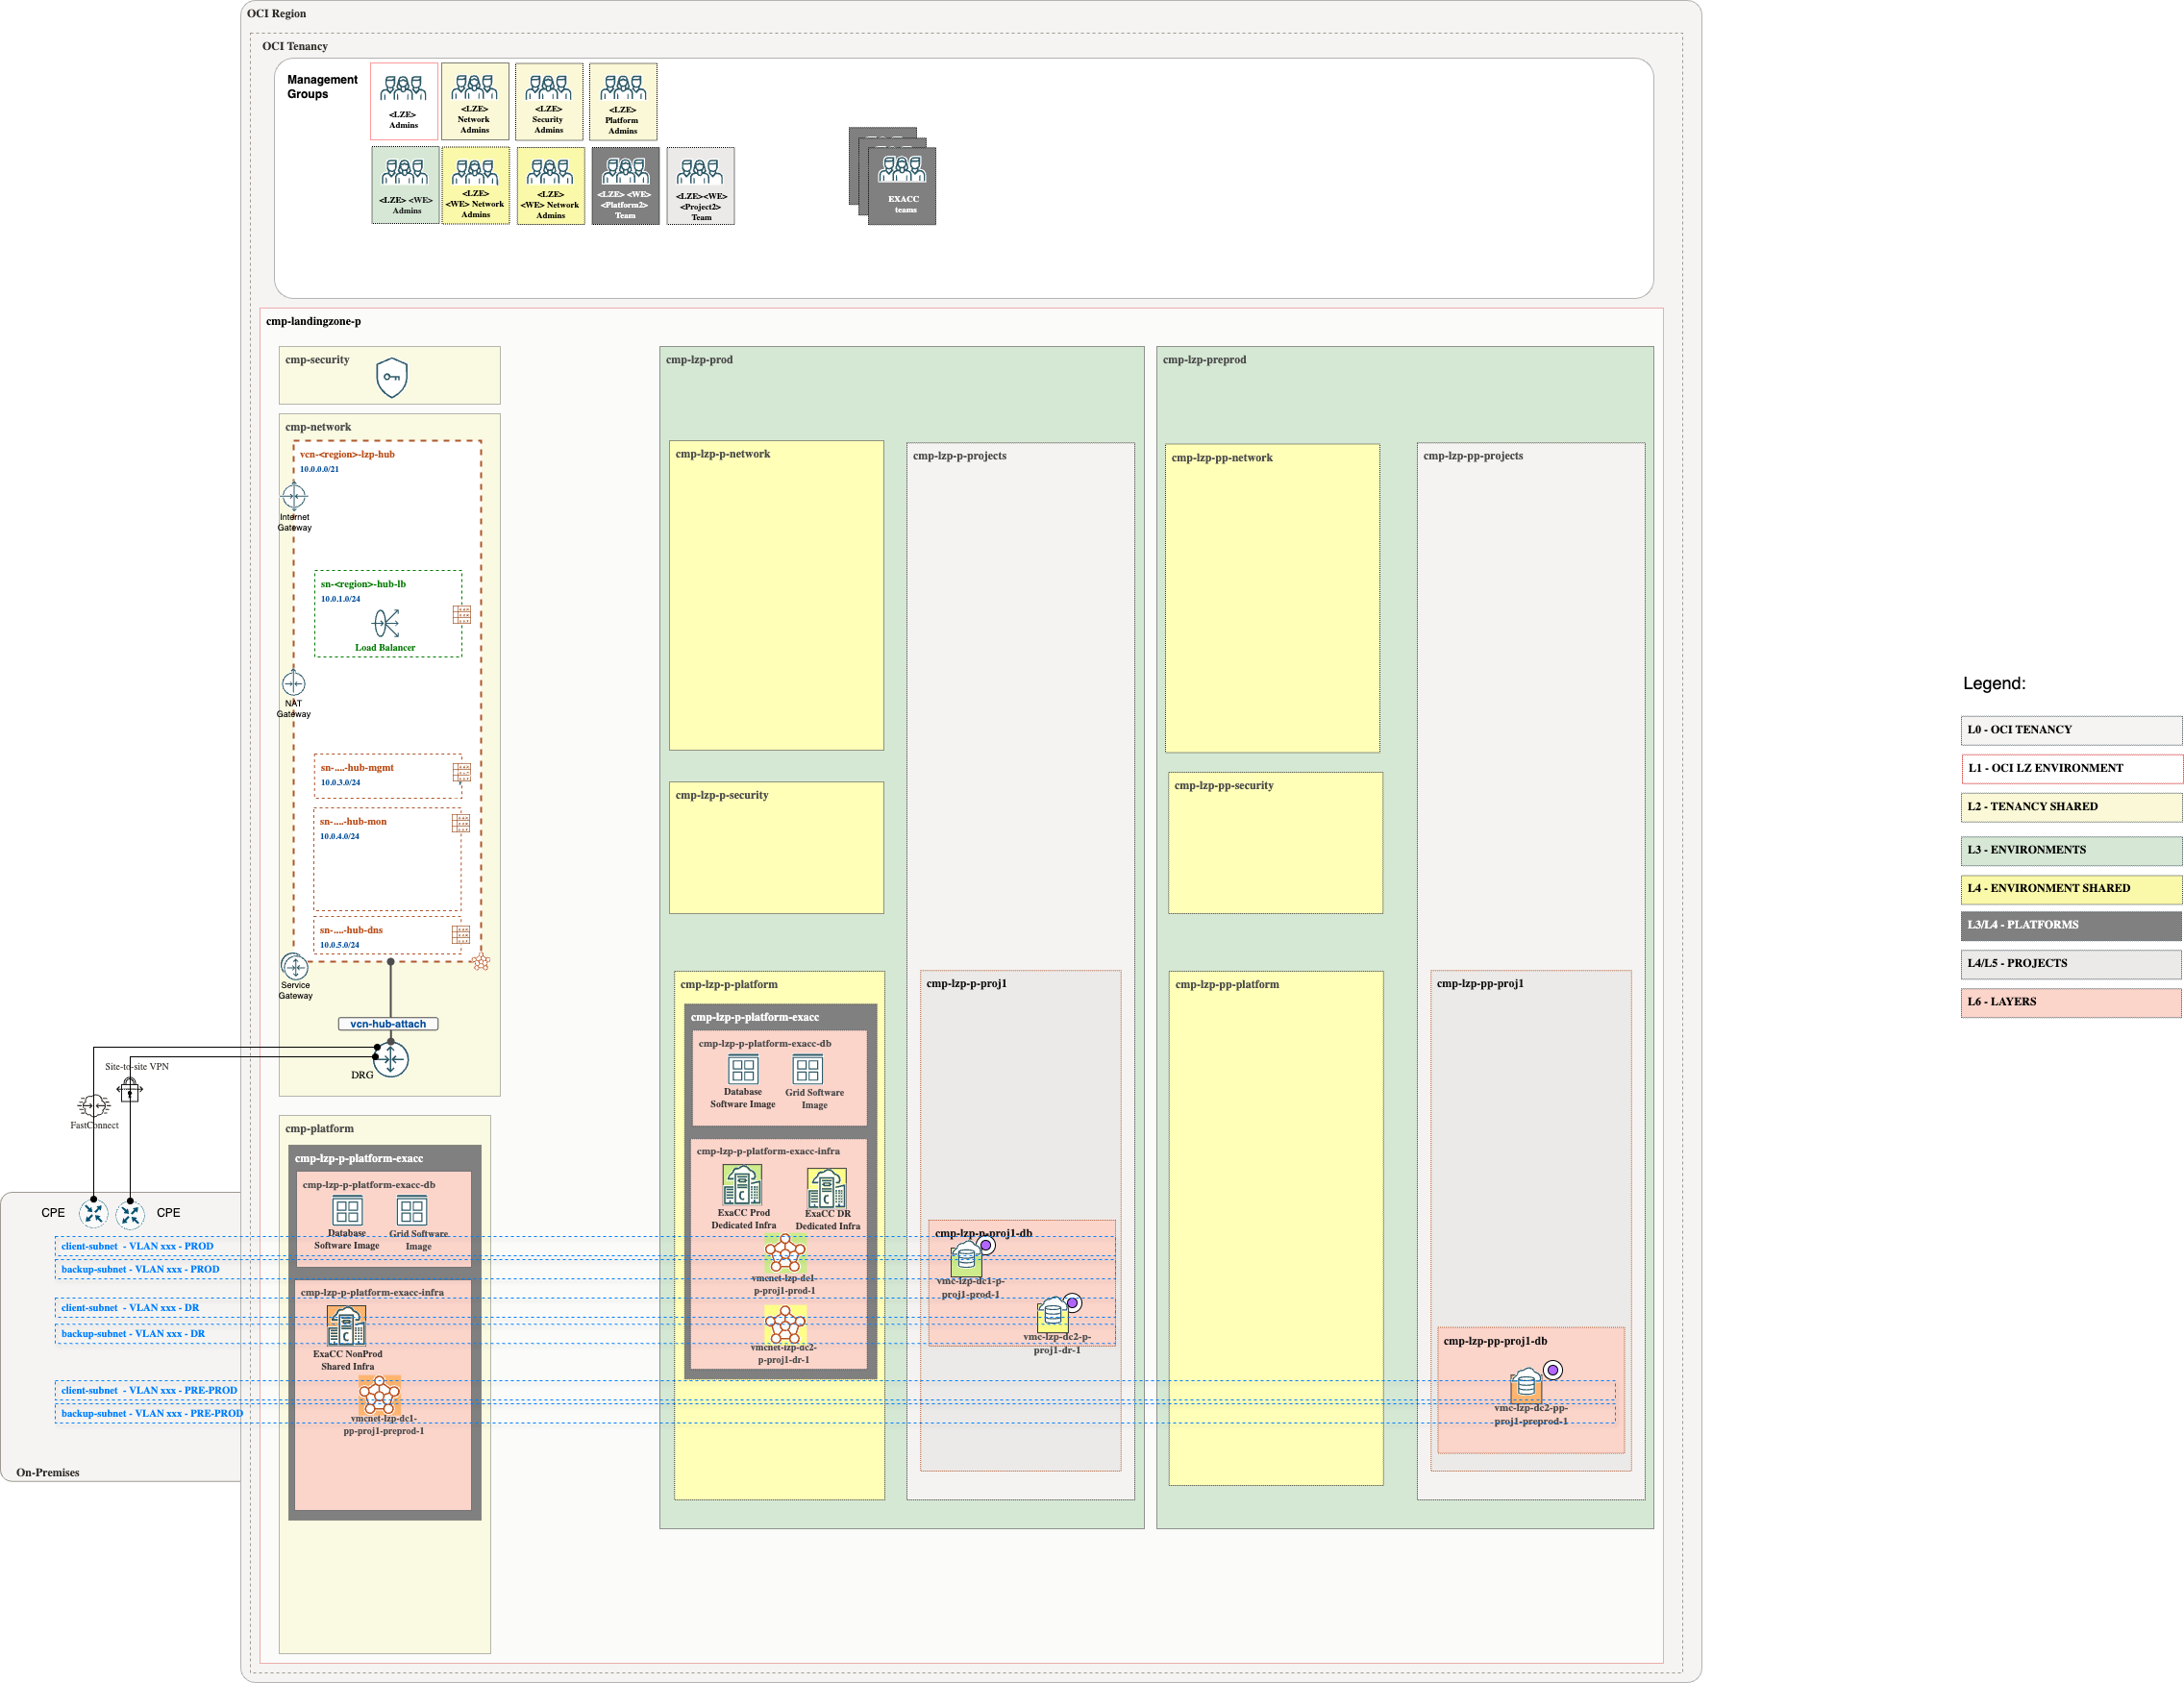 OCI Region
OCI Tenancy
Management
Groups
<LZE>
Admins
<LZE>
Network
Admins
<LZE>
Security
Admins
<LZE>
Platform
Admins
<LZE> <WE>
Admins
<LZE>
<WE> Network
Admins
<LZE>
<WE> Network
Admins
<LZE> <WE>
<Platform2>
Team
<LZE><WE>
<Project2>
Team
EXACC
teams
cmp-landingzone-p
cmp-security
cmp-network
vcn-<region>-lzp-hub
10.0.0.0/21
Internet
Gateway
sn-<region>-hub-lb
10.0.1.0/24
Load Balancer
NAT
Gateway
sn-....-hub-mgmt
10.0.3.0/24
sn-....-hub-mon
10.0.4.0/24
sn-....-hub-dns
10.0.5.0/24
Service
Gateway
vcn-hub-attach
DRG
Site-to-site VPN
FastConnect
CPE
CPE
client-subnet - VLAN xxx - PROD
backup-subnet - VLAN xxx - PROD
client-subnet - VLAN xxx - DR
backup-subnet - VLAN xxx - DR
client-subnet - VLAN xxx - PRE-PROD
backup-subnet - VLAN xxx - PRE-PROD
On-Premises
cmp-platform
cmp-lzp-p-platform-exacc
cmp-lzp-p-platform-exacc-db
Database
Software Image
Grid Software
Image
cmp-lzp-p-platform-exacc-infra
ExaCC NonProd
Shared Infra
vmcnet-lzp-dc1-
pp-proj1-preprod-1
cmp-lzp-prod
cmp-lzp-p-network
cmp-lzp-p-security
cmp-lzp-p-platform
cmp-lzp-p-platform-exacc
cmp-lzp-p-platform-exacc-db
Database
Software Image
Grid Software
Image
cmp-lzp-p-platform-exacc-infra
ExaCC Prod
Dedicated Infra
ExaCC DR
Dedicated Infra
vmcnet-lzp-dc1-
p-proj1-prod-1
vmcnet-lzp-dc2-
p-proj1-dr-1
cmp-lzp-p-projects
cmp-lzp-p-proj1
cmp-lzp-p-proj1-db
vmc-lzp-dc1-p-
proj1-prod-1
vmc-lzp-dc2-p-
proj1-dr-1
cmp-lzp-preprod
cmp-lzp-pp-network
cmp-lzp-pp-security
cmp-lzp-pp-platform
cmp-lzp-pp-projects
cmp-lzp-pp-proj1
cmp-lzp-pp-proj1-db
vmc-lzp-dc2-pp-
proj1-preprod-1
Legend:
L0 - OCI TENANCY
L1 - OCI LZ ENVIRONMENT
L2 - TENANCY SHARED
L3 - ENVIRONMENTS
L4 - ENVIRONMENT SHARED
L3/L4 - PLATFORMS
L4/L5 - PROJECTS
L6 - LAYERS